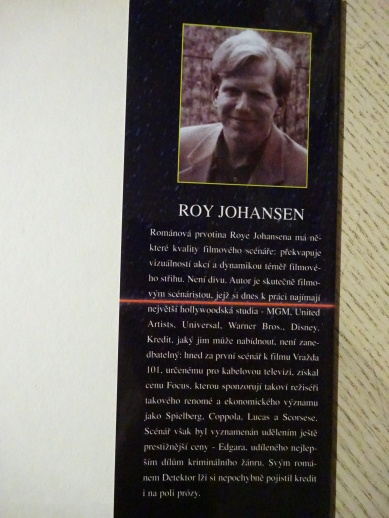 ROY JOHANSEN
Románová prvotina Roye Johansena má ně-
které kvality filmového scénáře: překvapuje
vizuálností akcí a dynamikou téměř filmové-
ho střihu. Není divu. Autor je skutečně filmo-
vým scénáristou, jejž si dnes k práci najímají
největší hollywoodská studia - MGM, United
Artists, Universal, Warner Bros., Disney.
Kredit, jaký jim může nabídnout, není zane-
dbatelný: hned za první scénář k filmu Vražda
101, určenému pro kabelovou televizi, získal
cenu Focus, kterou sponzorují takoví režiséři
takového renomé a ekonomického významu
jako Spielberg, Coppola, Lucas a Scorsese.
Scénář však byl vyznamenán udělením ještě
prestižnější ceny - Edgara, udíleného nejlep-
ším dílům kriminálního žánru. Svým romá-
nem Detektor lži si nepochybně pojistil kredit
i na poli prózy.